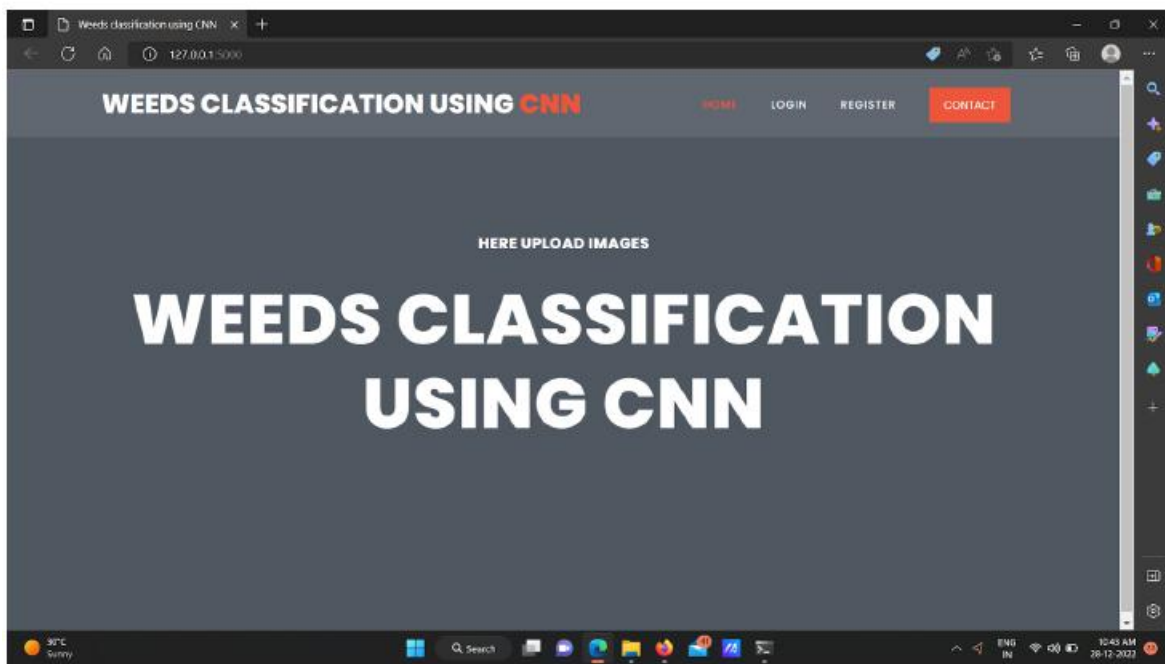 Weeds classification using CNN
127.0.0.1:5000
WEEDS CLASSIFICATION USING CNN
HOME
LOGIN
REGISTER
CONTACT
HERE UPLOAD IMAGES
WEEDS CLASSIFICATION
USING CNN
Sunny
Search
ENG
IN
10:43 AM
28-12-2022